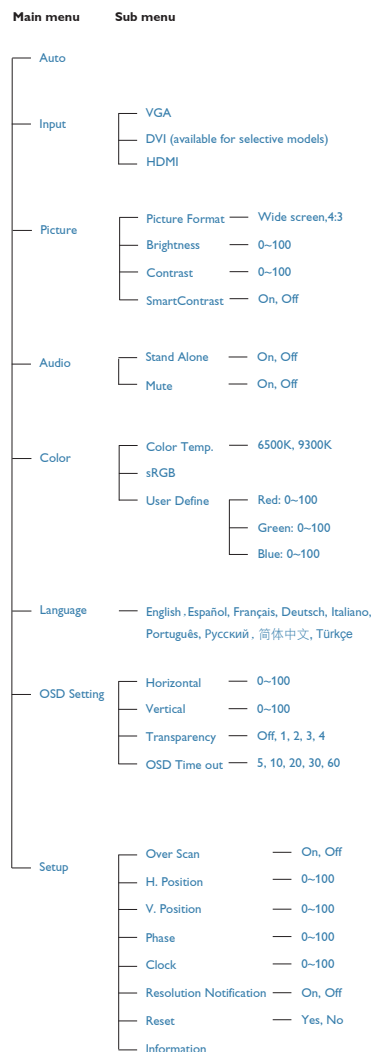 Main menu Sub menu
Auto
Input
VGA
DVI (available for selective models)
HDMI
Picture
Picture Format Wide screen,4:3
Brightness 0~100
Contrast 0~100
SmartContrast On, Off
Audio
Stand Alone On, Off
Mute On, Off
Color
Color Temp. 6500K, 9300K
sRGB
User Define Red: 0~100
Green: 0~100
Blue: 0~100
Language English , Español, Français, Deutsch, Italiano,
Português, Русский , 简体中文, Türkçe
OSD Setting
Horizontal 0~100
Vertical 0~100
Transparency Off, 1, 2, 3, 4
OSD Time out 5, 10, 20, 30, 60
Setup
Over Scan On, Off
H. Position 0~100
V. Position 0~100
Phase 0~100
Clock 0~100
Resolution Notification On, Off
Reset Yes, No
Information